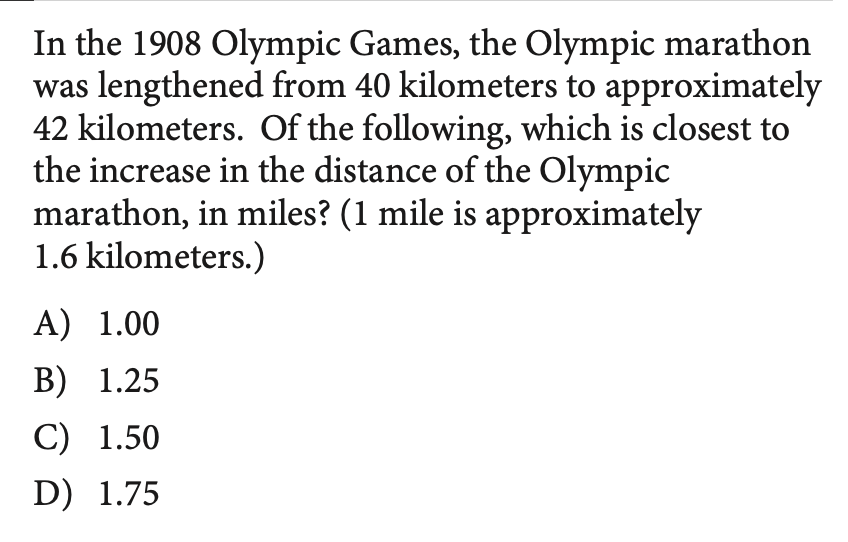 In the 1908 Olympic Games, the Olympic marathon
was lengthened from 40 kilometers to approximately
42 kilometers. Of the following, which is closest to
the increase in the distance of the Olympic
marathon, in miles? (1 mile is approximately
1.6 kilometers.)
A) 1.00
B) 1.25
C) 1.50
D) 1.75